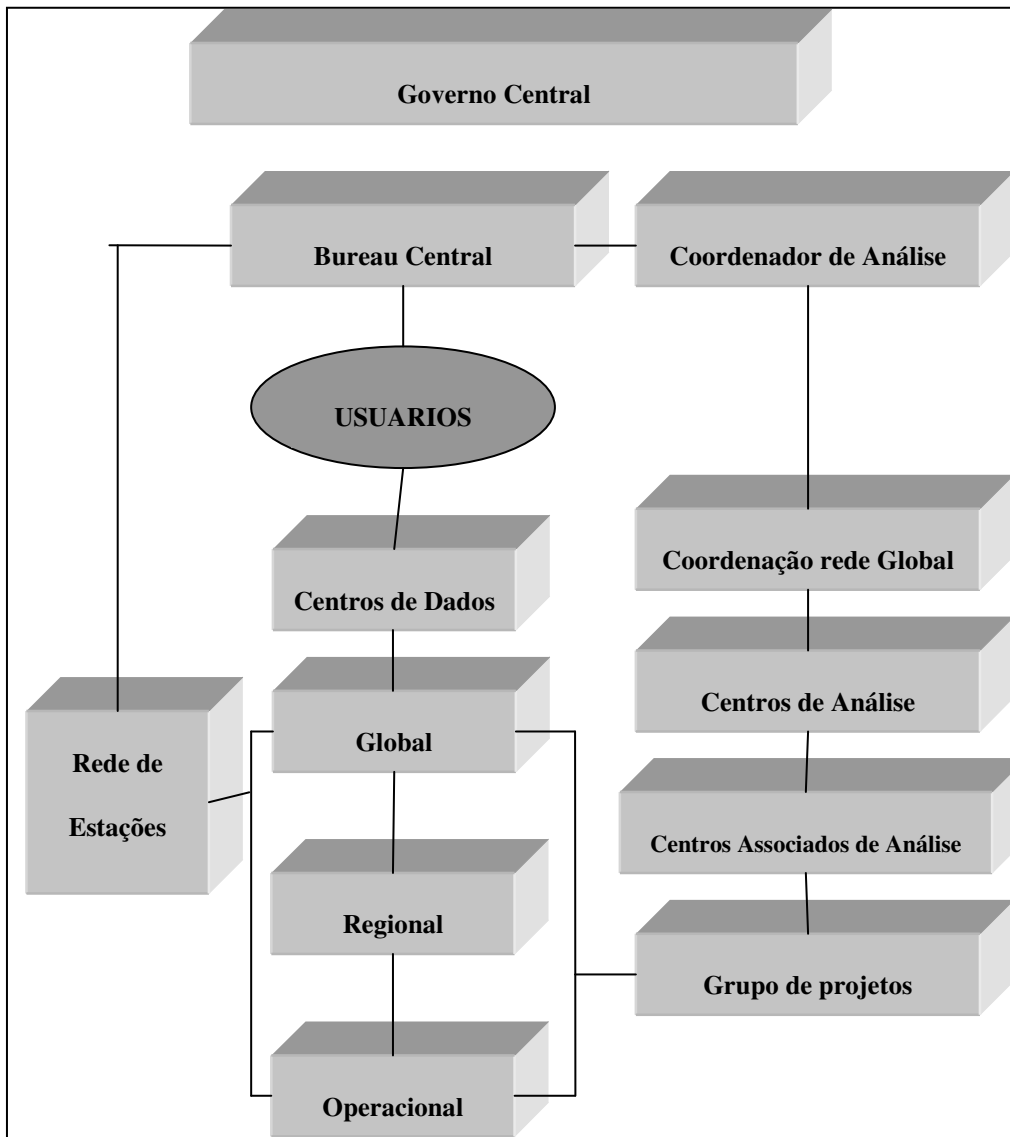 Governo Central
Bureau Central
Coordenador de Análise
USUARIOS
Coordenação rede Global
Centros de Dados
Centros de Análise
Global
Rede de
Estações
Centros Associados de Análise
Regional
Grupo de projetos
Operacional